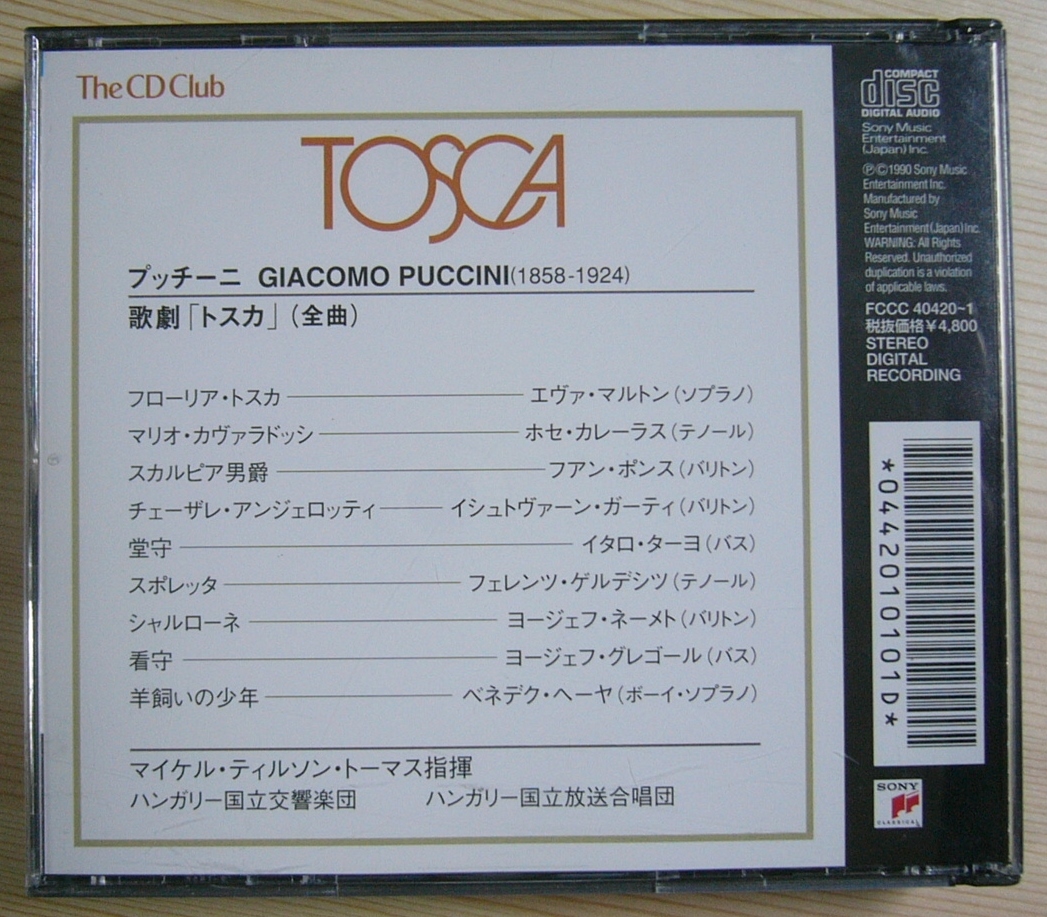 The CD Club
TOSCA
プッチーニ GIACOMO PUCCINI(1858-1924)
歌劇「トスカ」(全曲)
フローリア・トスカ エヴァ・マルトン(ソプラノ)
マリオ・カヴァラドッシ ホセ・カレーラス(テノール)
スカルピア男爵 フアン・ポンス(バリトン)
チェーザレ・アンジェロッティ イシュトヴァーン・ガーティ(バリトン)
堂守 イタロ・ターヨ(バス)
スポレッタ フェレンツ・ゲルデシツ(テノール)
シャルローネ ヨージェフ・ネーメト(バリトン)
看守 ヨージェフ・グレゴール(バス)
羊飼いの少年 ベネデク・ヘーヤ(ボーイ・ソプラノ)
マイケル・ティルソン・トーマス指揮
ハンガリー国立交響楽団 ハンガリー国立放送合唱団
COMPACT
disc
DIGITAL AUDIO
Sony Music
Entertainment
(Japan) Inc.
Ⓟ©1990 Sony Music
Entertainment Inc.
Manufactured by
Sony Music
Entertainment(Japan)Inc.
WARNING: All Rights
Reserved. Unauthorized
duplication is a violation
of applicable laws.
FCCC 40420~1
税抜価格¥4,800
STEREO
DIGITAL
RECORDING
*0442010101D*
SONY
CLASSICAL